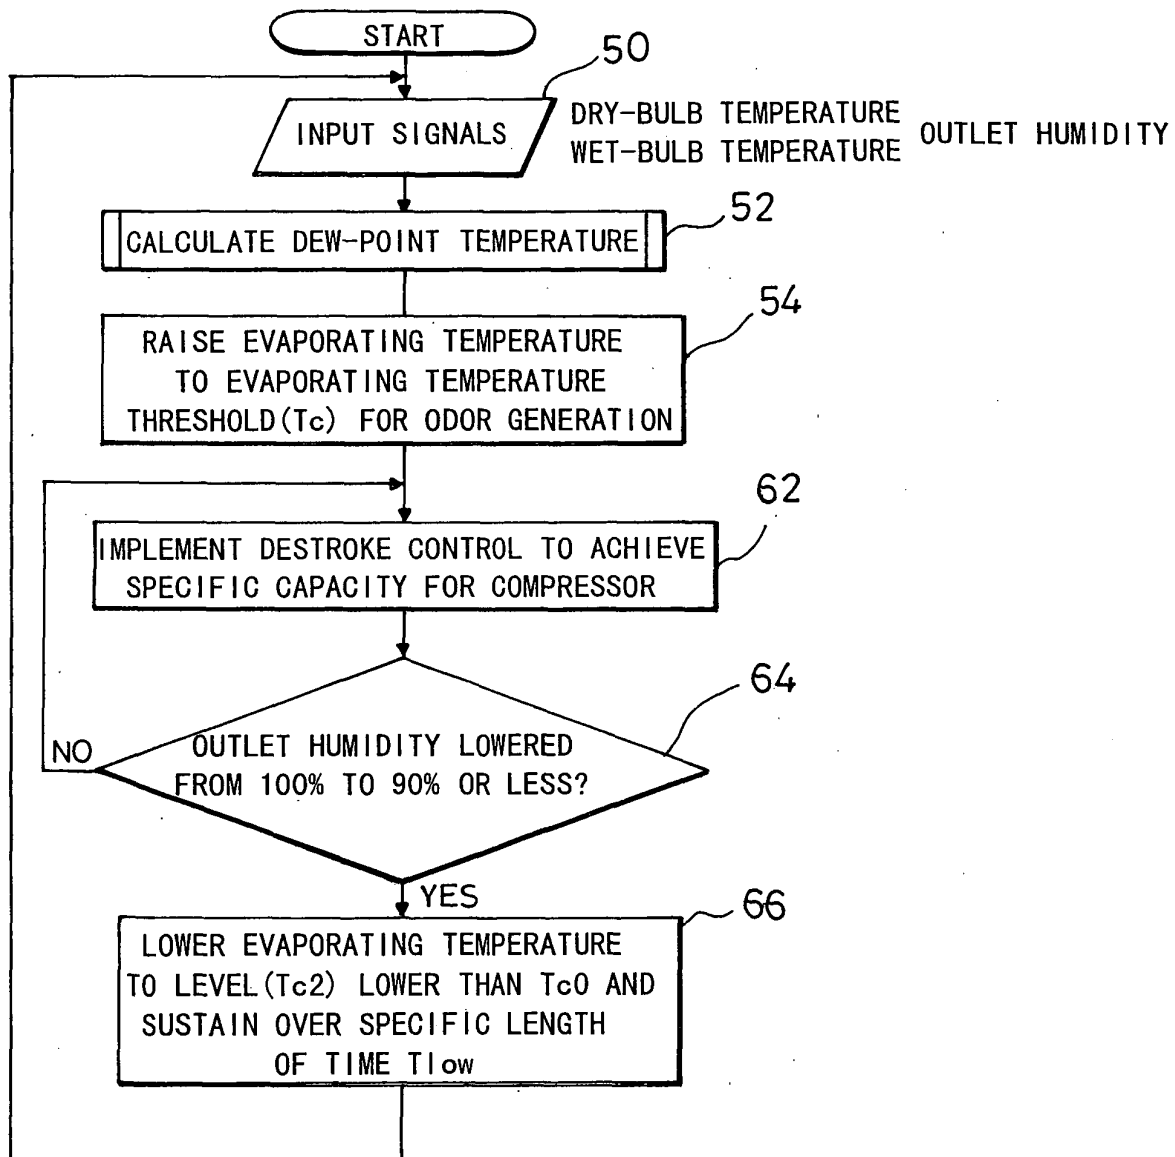 START
50
INPUT SIGNALS
DRY-BULB TEMPERATURE
WET-BULB TEMPERATURE
OUTLET HUMIDITY
52
CALCULATE DEW-POINT TEMPERATURE
54
RAISE EVAPORATING TEMPERATURE
TO EVAPORATING TEMPERATURE
THRESHOLD(Tc) FOR ODOR GENERATION
62
IMPLEMENT DESTROKE CONTROL TO ACHIEVE
SPECIFIC CAPACITY FOR COMPRESSOR
64
OUTLET HUMIDITY LOWERED
FROM 100% TO 90% OR LESS?
NO
YES
66
LOWER EVAPORATING TEMPERATURE
TO LEVEL(Tc2) LOWER THAN Tc0 AND
SUSTAIN OVER SPECIFIC LENGTH
OF TIME Tlow